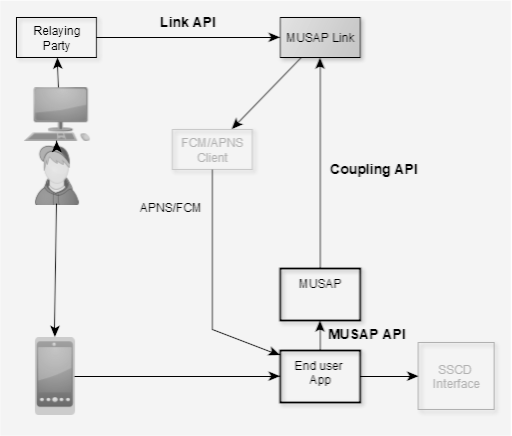 Relaying
Party
Link API
MUSAP Link
FCM/APNS
Client
Coupling API
APNS/FCM
MUSAP
MUSAP API
End user
App
SSCD
Interface